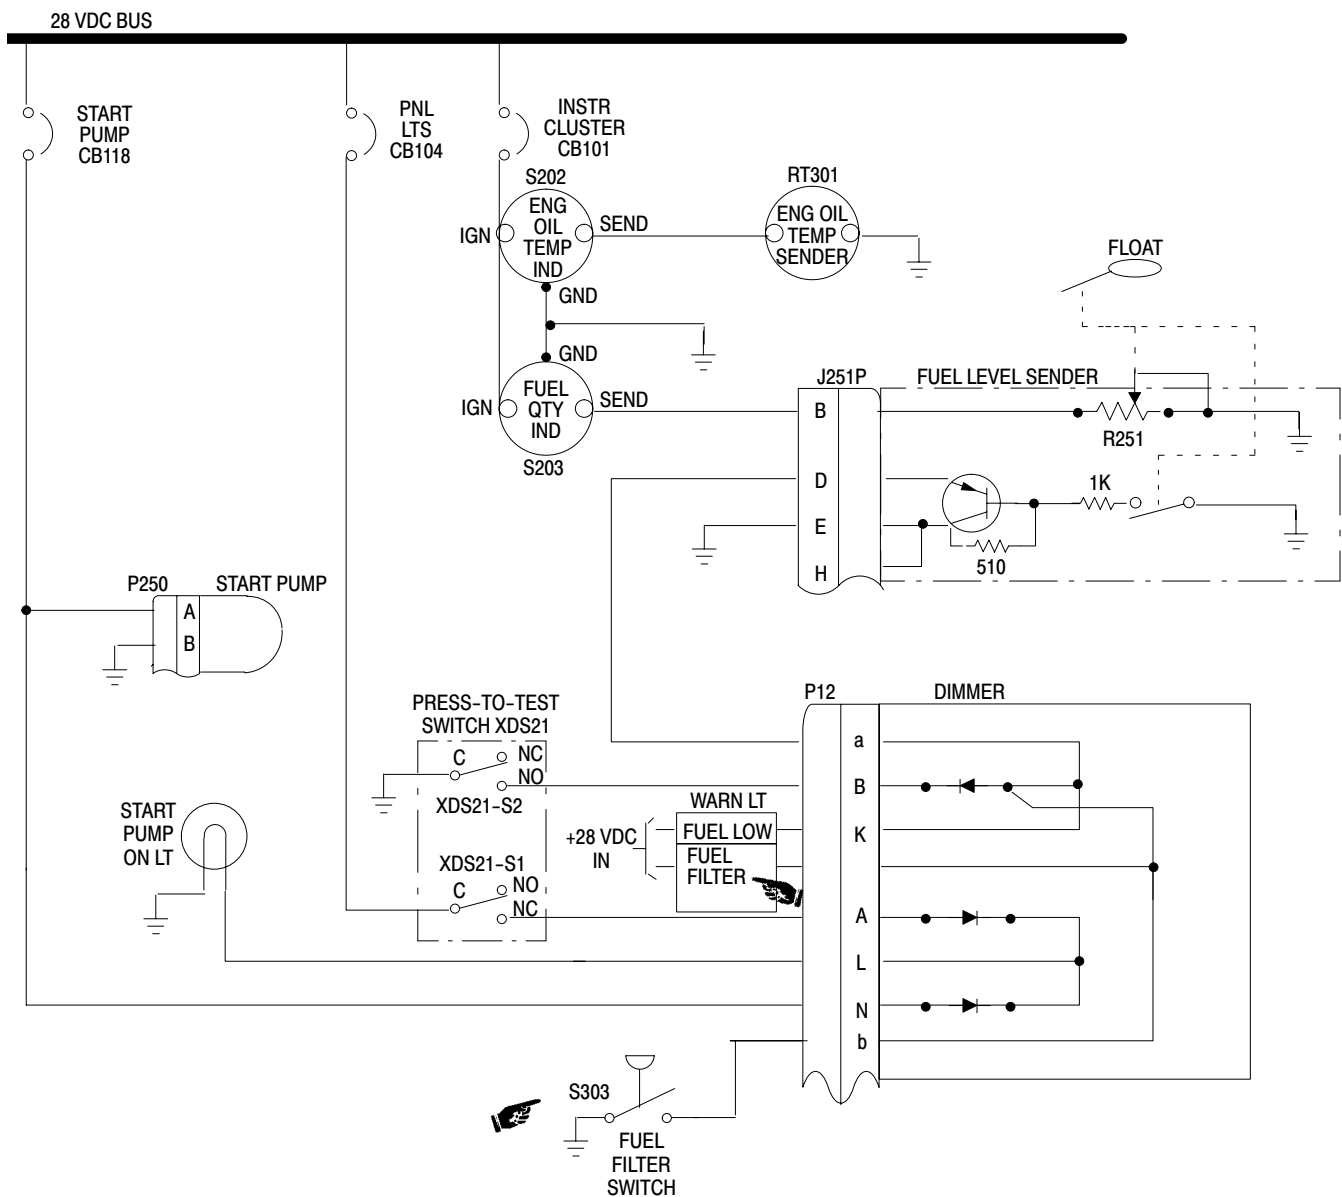 28 VDC BUS
START
PUMP
CB118
PNL
LTS
CB104
INSTR
CLUSTER
CB101
S202
ENG
OIL
TEMP
IND
IGN
SEND
GND
RT301
ENG OIL
TEMP
SENDER
FLOAT
GND
FUEL
QTY
IND
IGN
SEND
S203
J251P
FUEL LEVEL SENDER
B
R251
D
1K
E
510
H
P250
START PUMP
A
B
PRESS-TO-TEST
SWITCH XDS21
C
NC
NO
XDS21-S2
P12
DIMMER
a
B
START
PUMP
ON LT
WARN LT
+28 VDC
IN
FUEL LOW
FUEL
FILTER
K
XDS21-S1
C
NO
NC
A
L
N
b
S303
FUEL
FILTER
SWITCH